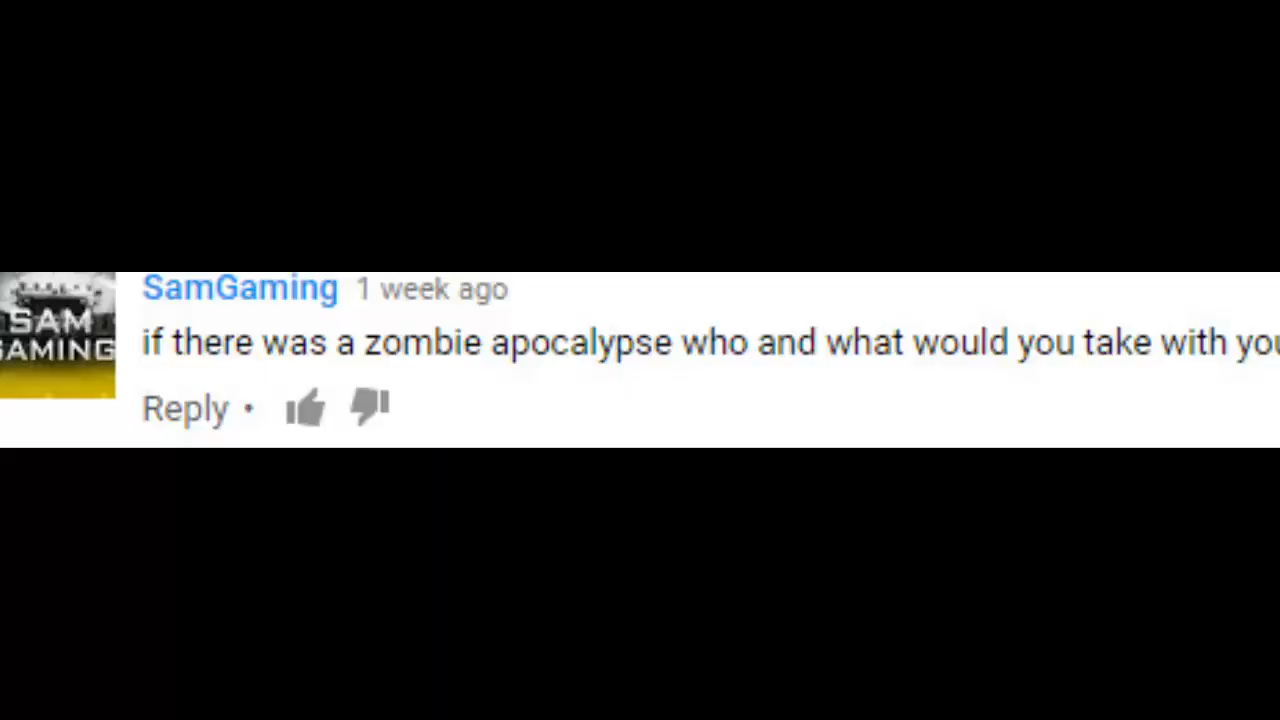 SamGaming 1 week ago
SAM
GAMING
if there was a zombie apocalypse who and what would you take with you
Reply •